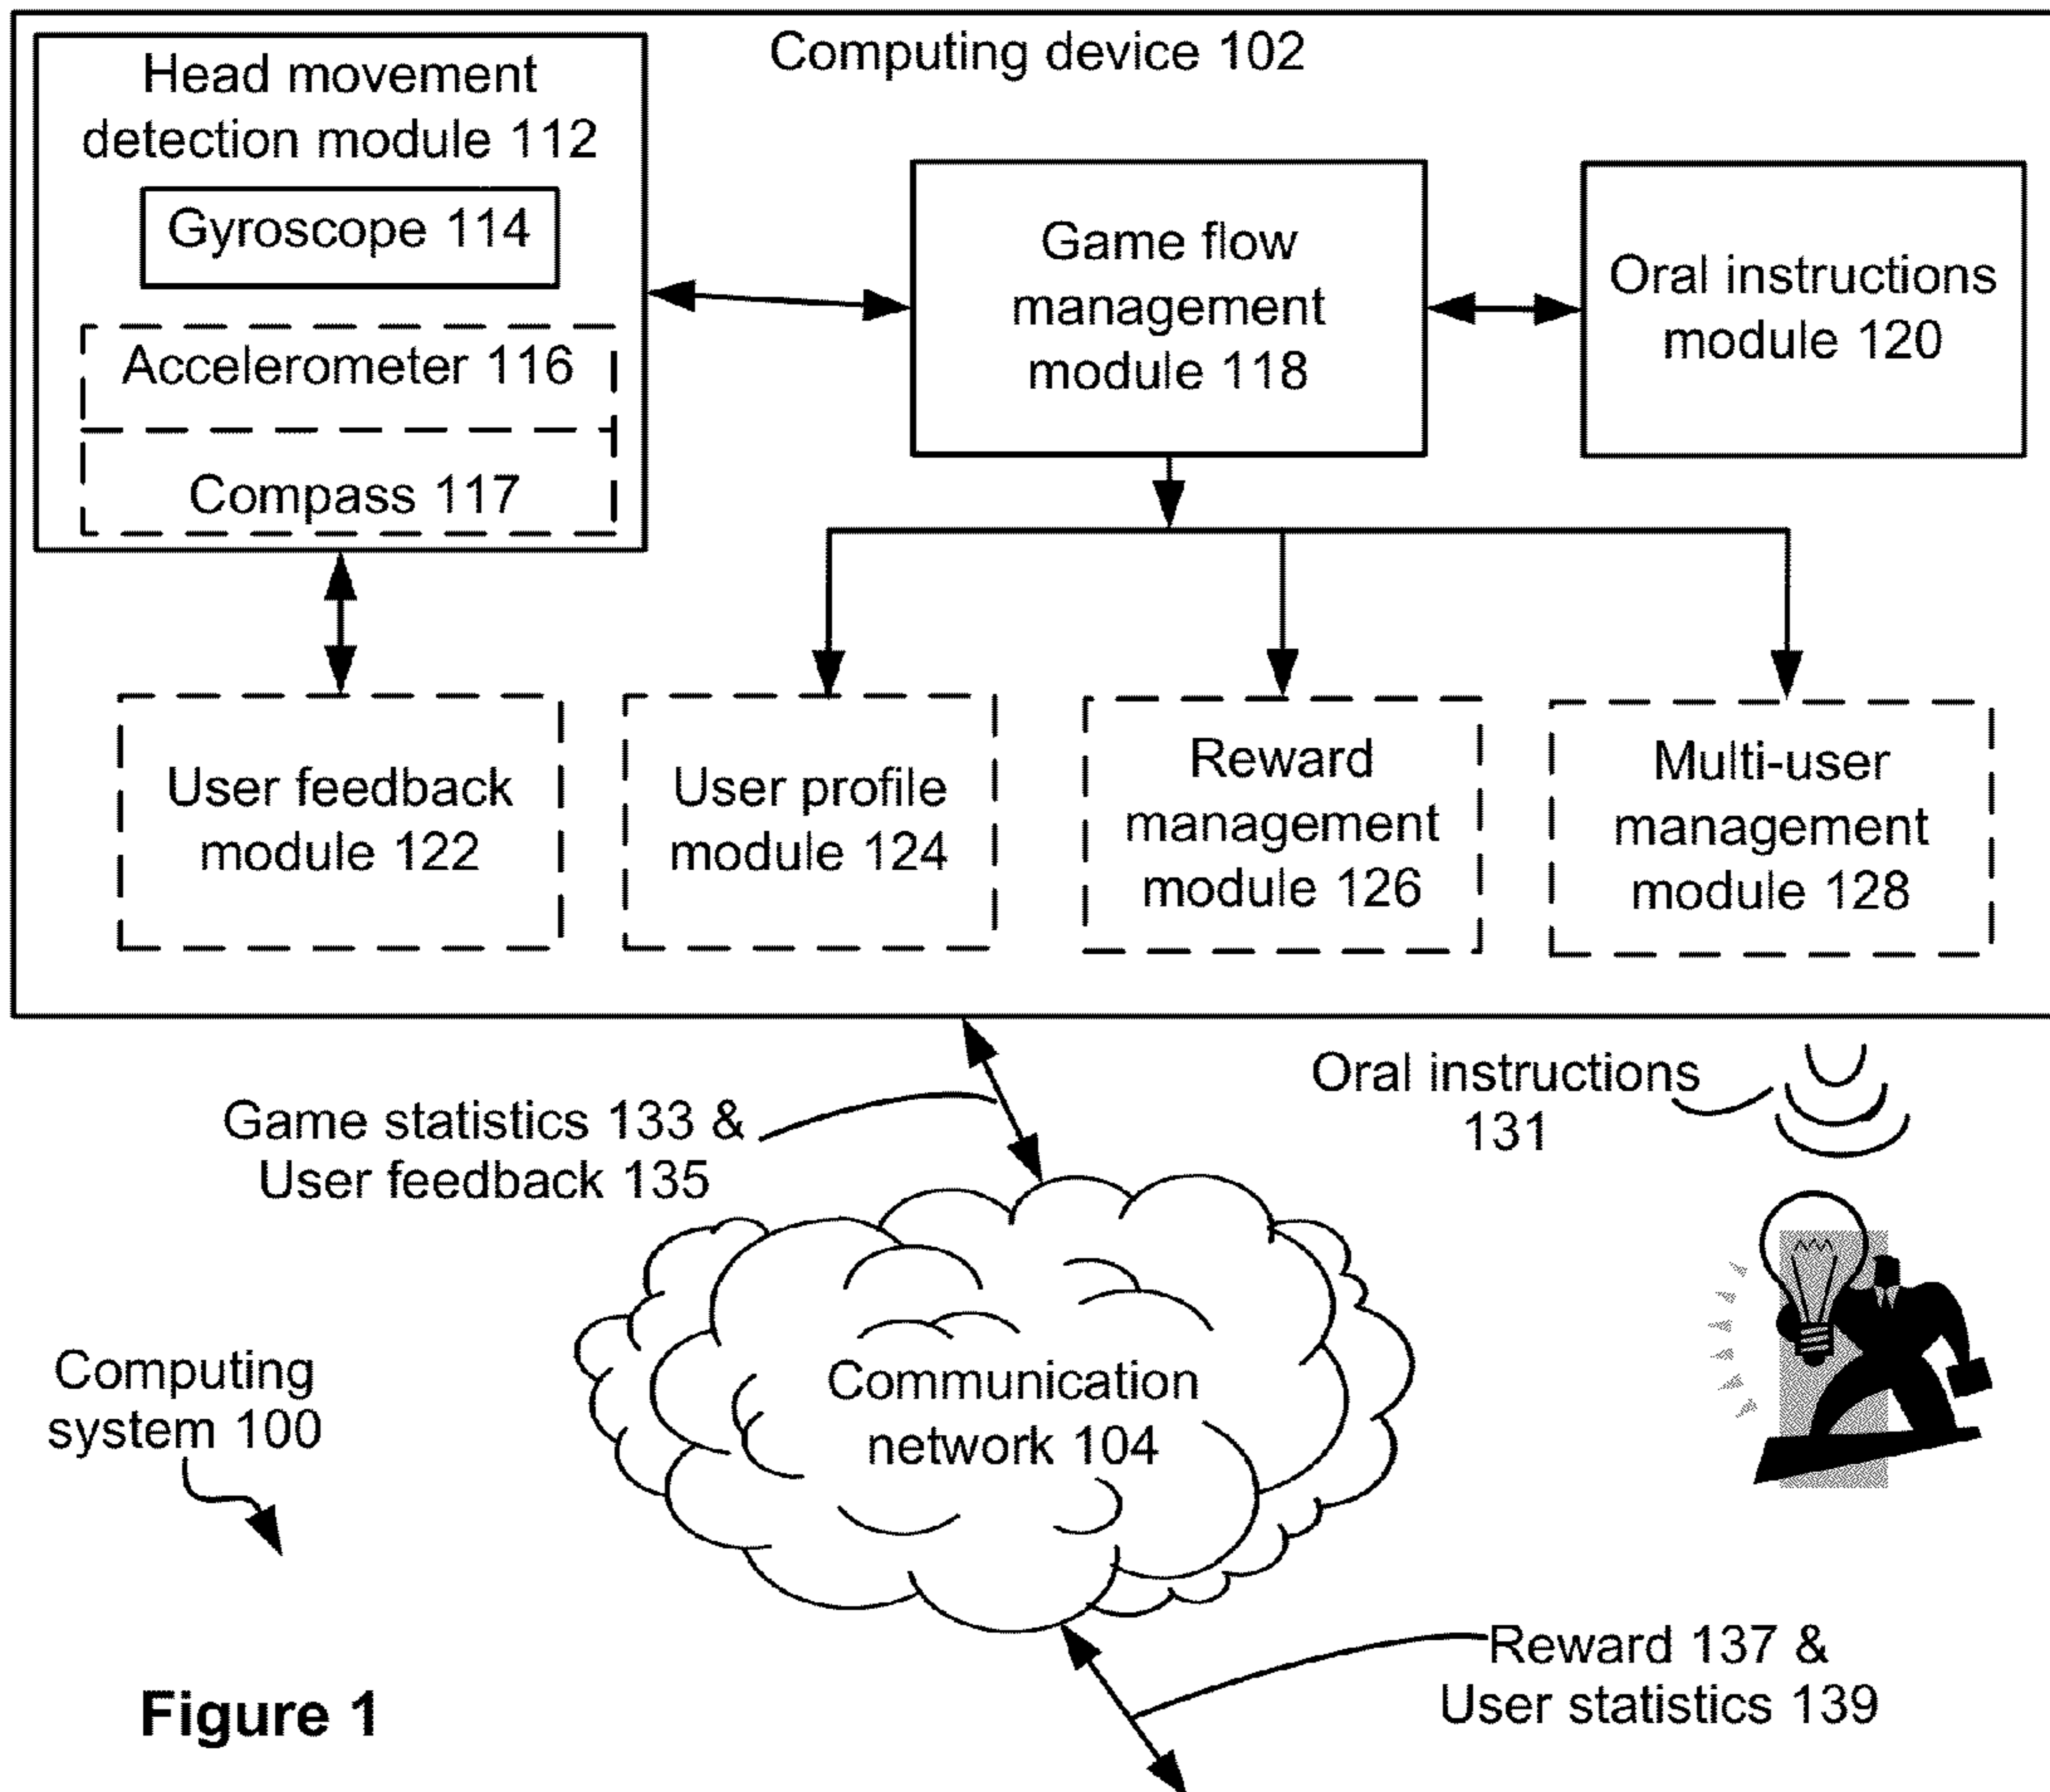 Computing device 102
Head movement
detection module 112
Gyroscope 114
Accelerometer 116
Compass 117
Game flow
management
module 118
Oral instructions
module 120
User feedback
module 122
User profile
module 124
Reward
management
module 126
Multi-user
management
module 128
Oral instructions
131
Game statistics 133 &
User feedback 135
Computing
system 100
Communication
network 104
Reward 137 &
User statistics 139
Figure 1